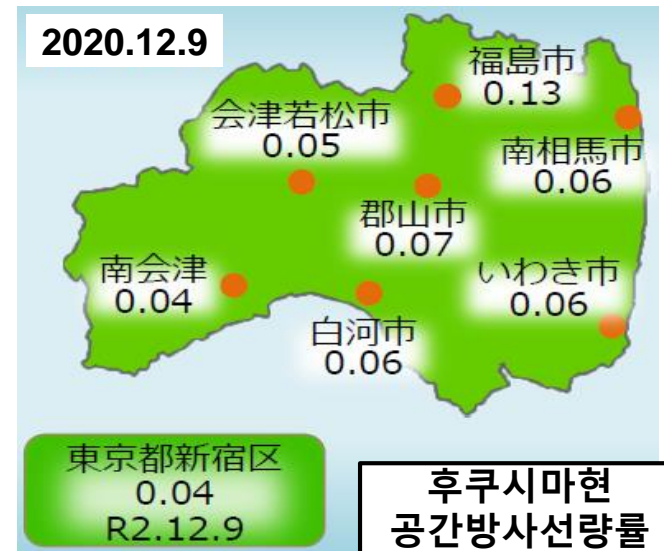 2020.12.9
福島市
0.13
会津若松市
0.05
南相馬市
0.06
郡山市
0.07
南会津
0.04
いわき市
0.06
白河市
0.06
東京都新宿区
0.04
R2.12.9
후쿠시마현
공간방사선량률